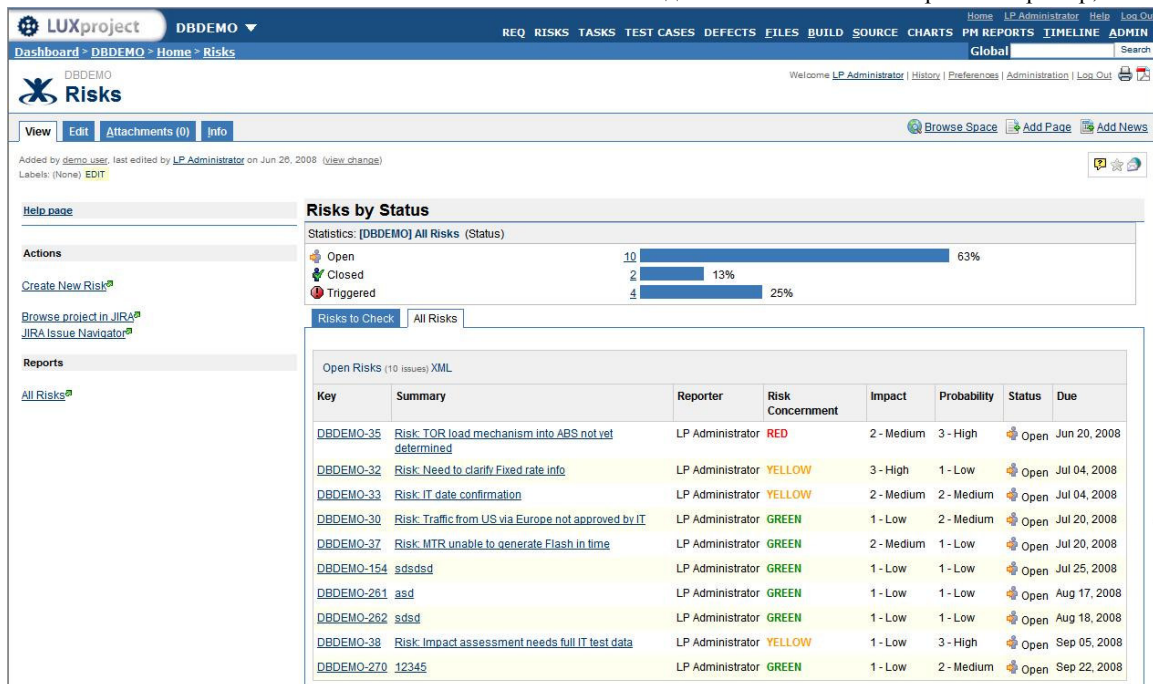 LUXproject DBDEMO
Home LP Administrator Help Log Ou
REQ RISKS TASKS TEST CASES DEFECTS FILES BUILD SOURCE CHARTS PM REPORTS TIMELINE ADMIN
Dashboard > DBDEMO > Home > Risks Global Search
DBDEMO
Risks
Welcome LP Administrator | History | Preferences | Administration | Log Out
View Edit Attachments (0) Info Browse Space Add Page Add News
Added by demo user, last edited by LP Administrator on Jun 26, 2008 (view change)
Labels: (None) EDIT
Help page
Actions
Create New Risk
Browse project in JIRA
JIRA Issue Navigator
Reports
All Risks
Risks by Status
Statistics: [DBDEMO] All Risks (Status)
Open 10 63%
Closed 2 13%
Triggered 4 25%
Risks to Check All Risks
Open Risks (10 issues) XML
Key Summary Reporter Risk Concernment Impact Probability Status Due
DBDEMO-35 Risk: TOR load mechanism into ABS not yet determined LP Administrator RED 2 - Medium 3 - High Open Jun 20, 2008
DBDEMO-32 Risk: Need to clarify Fixed rate info LP Administrator YELLOW 3 - High 1 - Low Open Jul 04, 2008
DBDEMO-33 Risk: IT date confirmation LP Administrator YELLOW 2 - Medium 2 - Medium Open Jul 04, 2008
DBDEMO-30 Risk: Traffic from US via Europe not approved by IT LP Administrator GREEN 1 - Low 2 - Medium Open Jul 20, 2008
DBDEMO-37 Risk: MTR unable to generate Flash in time LP Administrator GREEN 2 - Medium 1 - Low Open Jul 20, 2008
DBDEMO-154 sdsdsd LP Administrator GREEN 1 - Low 1 - Low Open Jul 25, 2008
DBDEMO-261 asd LP Administrator GREEN 1 - Low 1 - Low Open Aug 17, 2008
DBDEMO-262 sdsd LP Administrator GREEN 1 - Low 1 - Low Open Aug 18, 2008
DBDEMO-38 Risk: Impact assessment needs full IT test data LP Administrator YELLOW 1 - Low 3 - High Open Sep 05, 2008
DBDEMO-270 12345 LP Administrator GREEN 1 - Low 2 - Medium Open Sep 22, 2008